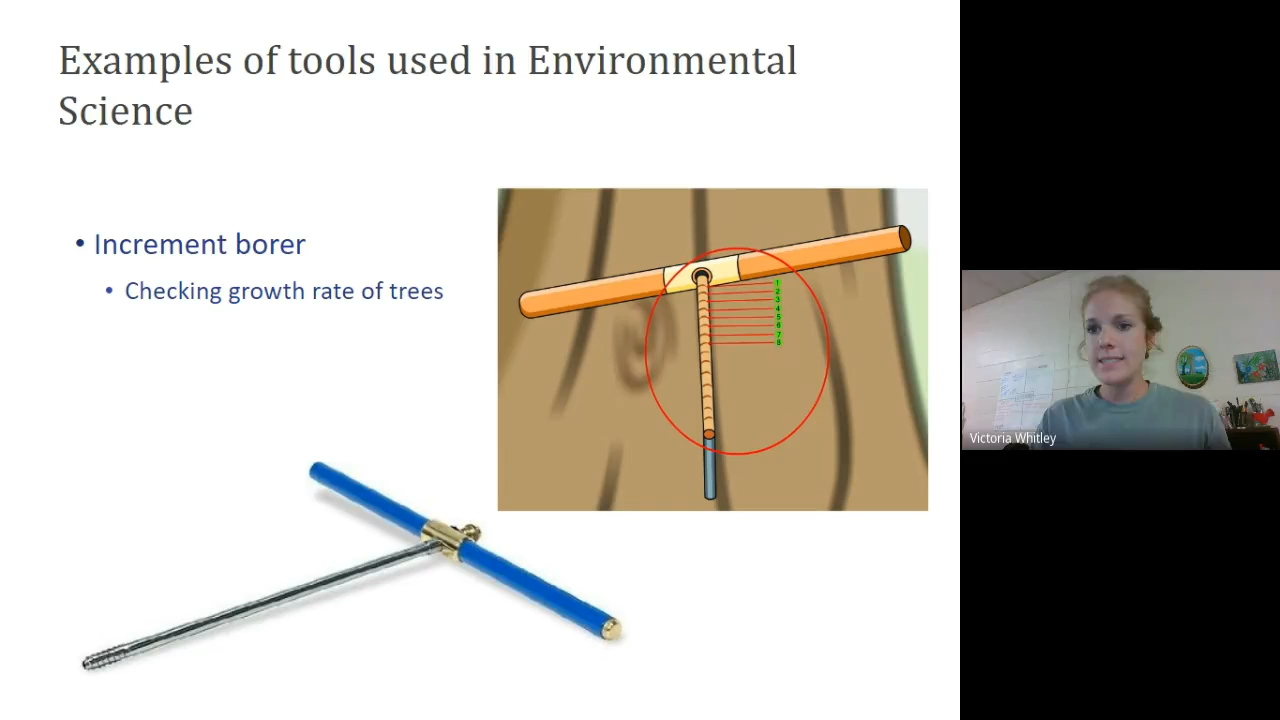 Examples of tools used in Environmental
Science
• Increment borer
• Checking growth rate of trees
1
2
3
4
5
6
7
8
Victoria Whitley